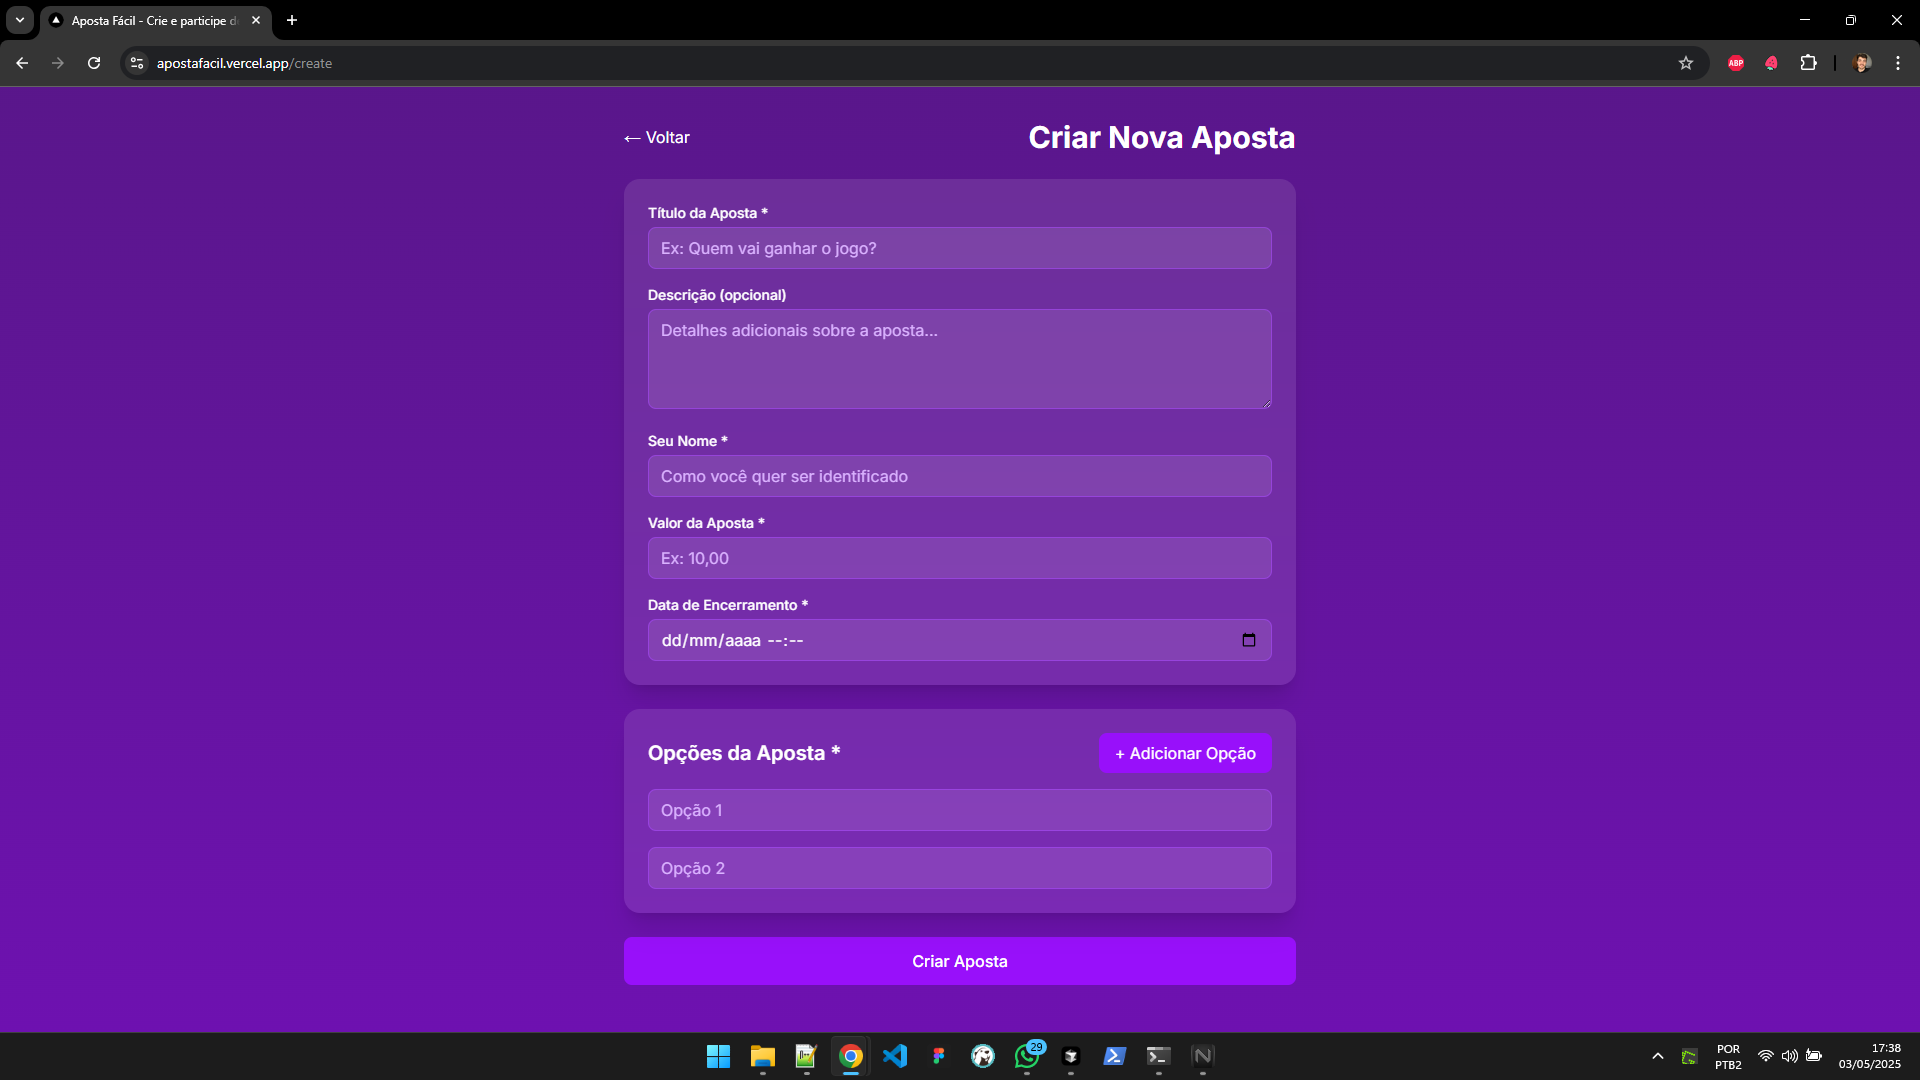 Aposta Fácil - Crie e participe d
apostafacil.vercel.app/create
ABP
← Voltar
Criar Nova Aposta
Título da Aposta *
Ex: Quem vai ganhar o jogo?
Descrição (opcional)
Detalhes adicionais sobre a aposta...
Seu Nome *
Como você quer ser identificado
Valor da Aposta *
Ex: 10,00
Data de Encerramento *
dd/mm/aaaa --:--
Opções da Aposta *
+ Adicionar Opção
Opção 1
Opção 2
Criar Aposta
29
N
POR
PTB2
17:38
03/05/2025